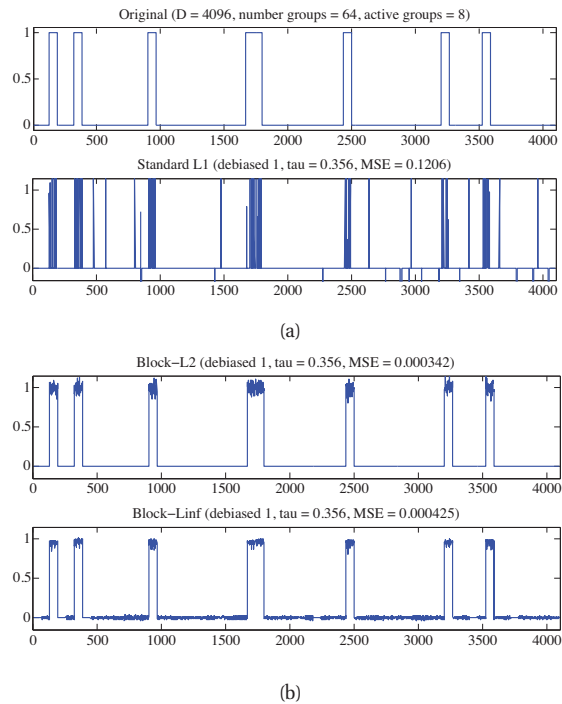 Original (D = 4096, number groups = 64, active groups = 8)
1
0.5
0
0 500 1000 1500 2000 2500 3000 3500 4000
Standard L1 (debiased 1, tau = 0.356, MSE = 0.1206)
1
0.5
0
0 500 1000 1500 2000 2500 3000 3500 4000
(a)
Block−L2 (debiased 1, tau = 0.356, MSE = 0.000342)
1
0.5
0
0 500 1000 1500 2000 2500 3000 3500 4000
Block−Linf (debiased 1, tau = 0.356, MSE = 0.000425)
1
0.5
0
0 500 1000 1500 2000 2500 3000 3500 4000
(b)